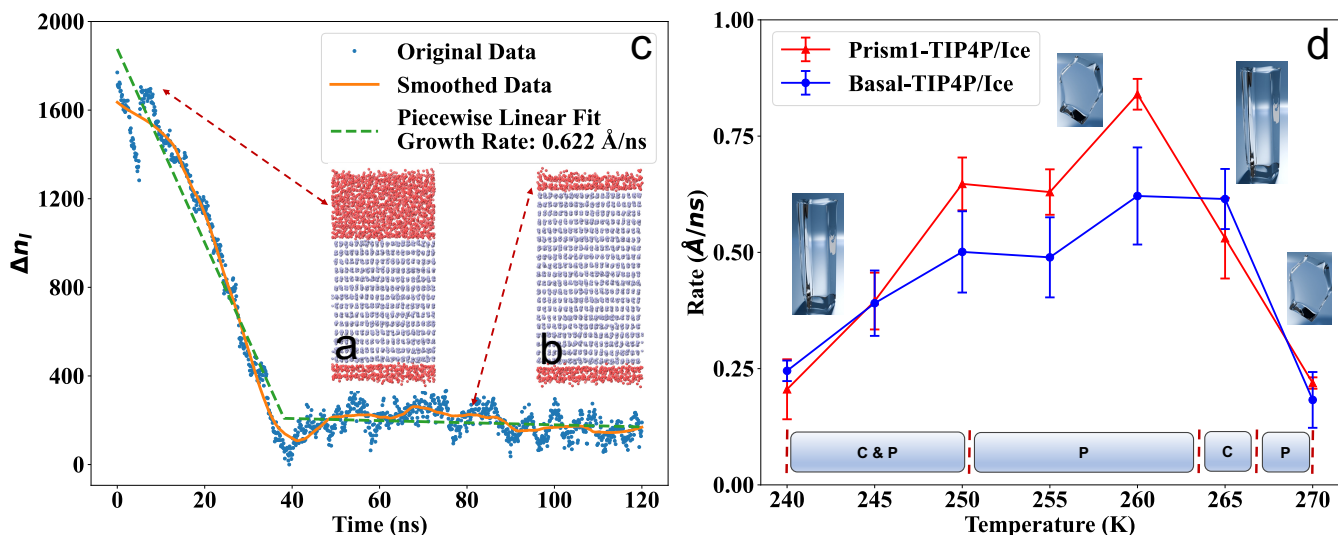 c
Original Data
Smoothed Data
Piecewise Linear Fit
Growth Rate: 0.622 Å/ns
a
b
2000
1600
1200
800
400
0
Δn_l
0 20 40 60 80 100 120
Time (ns)
d
Prism1-TIP4P/Ice
Basal-TIP4P/Ice
1.00
0.75
0.50
0.25
0.00
Rate (Å/ns)
C & P P C P
240 245 250 255 260 265 270
Temperature (K)